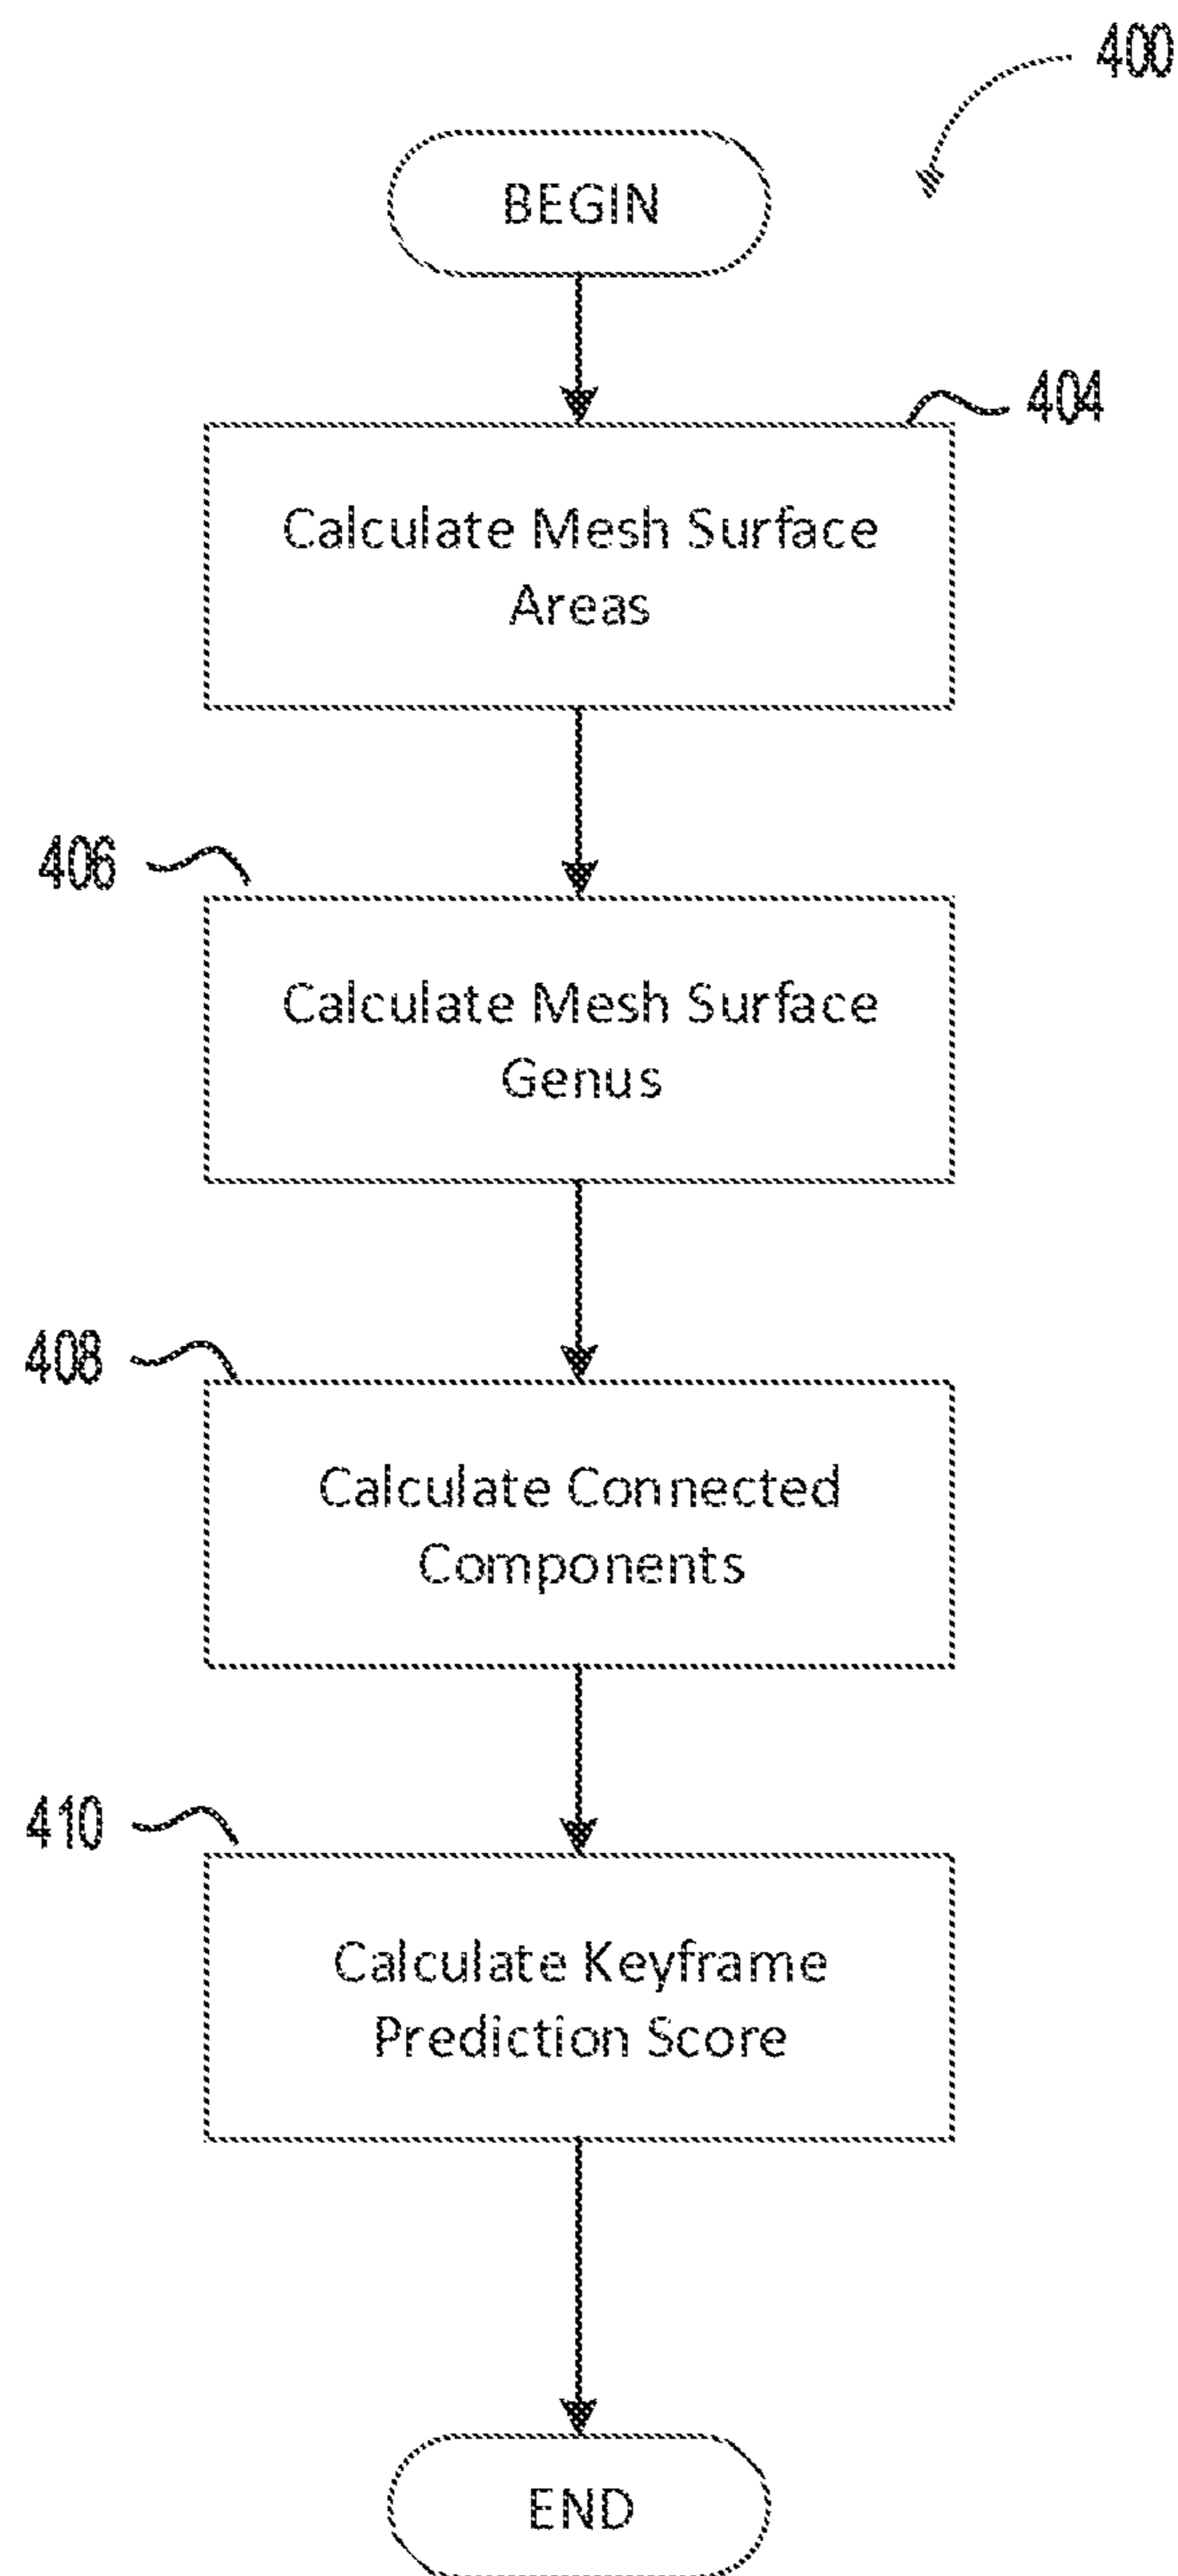 400
BEGIN
404
Calculate Mesh Surface
Areas
406
Calculate Mesh Surface
Genus
408
Calculate Connected
Components
410
Calculate Keyframe
Prediction Score
END